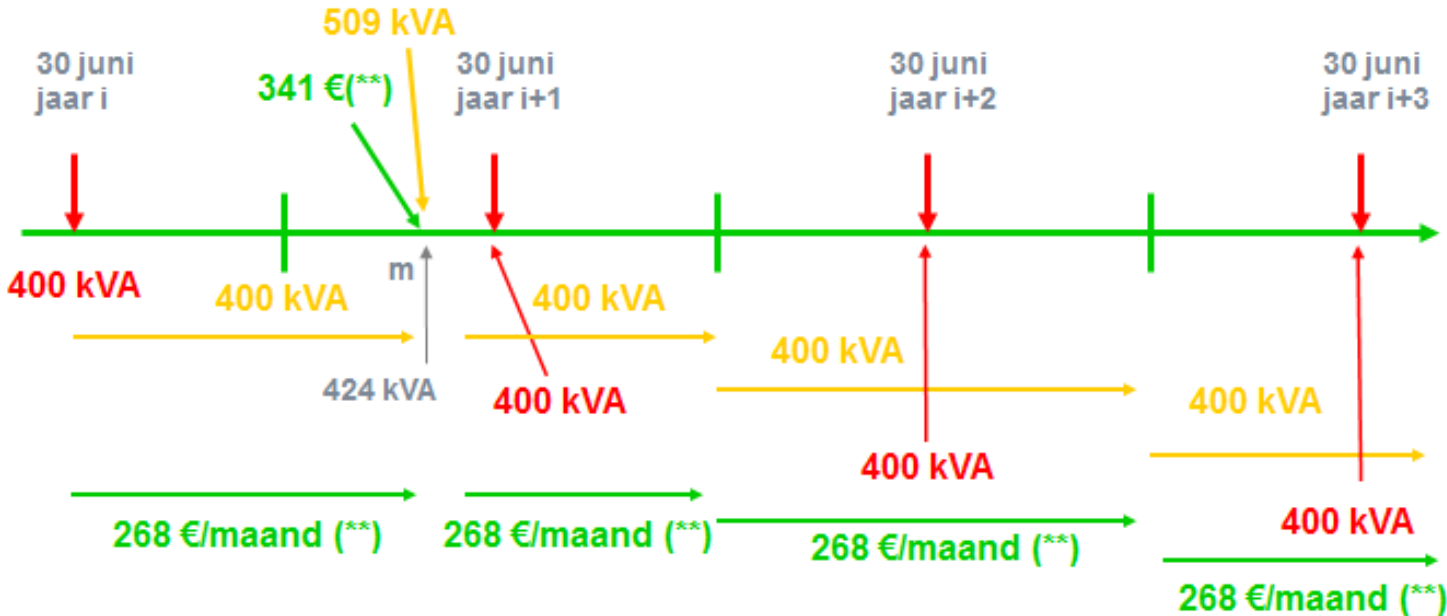 509 kVA
30 juni
jaar i
341 €(**)
30 juni
jaar i+1
30 juni
jaar i+2
30 juni
jaar i+3
400 kVA
400 kVA
m
400 kVA
424 kVA
400 kVA
400 kVA
400 kVA
400 kVA
400 kVA
268 €/maand (**)
268 €/maand (**)
268 €/maand (**)
268 €/maand (**)